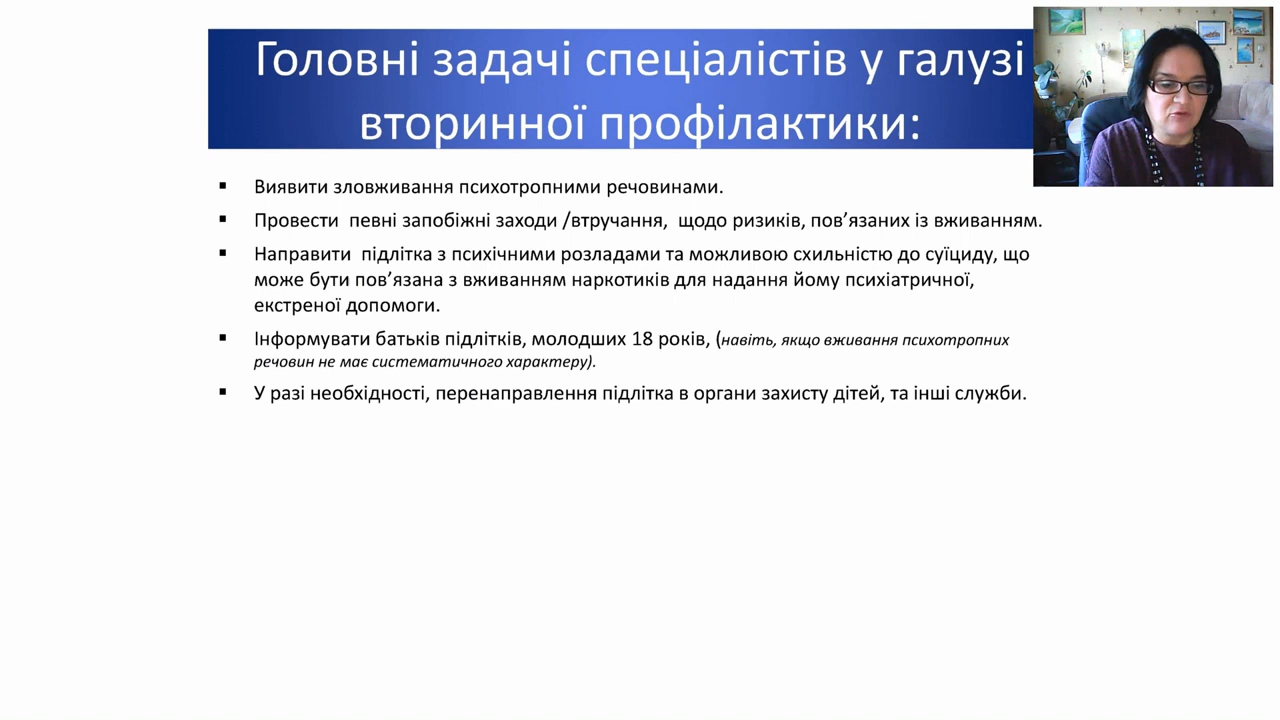 Головні задачі спеціалістів у галузі
вторинної профілактики:
▪ Виявити зловживання психотропними речовинами.
▪ Провести певні запобіжні заходи /втручання, щодо ризиків, пов’язаних із вживанням.
▪ Направити підлітка з психічними розладами та можливою схильністю до суїциду, що
може бути пов’язана з вживанням наркотиків для надання йому психіатричної,
екстреної допомоги.
▪ Інформувати батьків підлітків, молодших 18 років, (навіть, якщо вживання психотропних
речовин не має систематичного характеру).
▪ У разі необхідності, перенаправлення підлітка в органи захисту дітей, та інші служби.